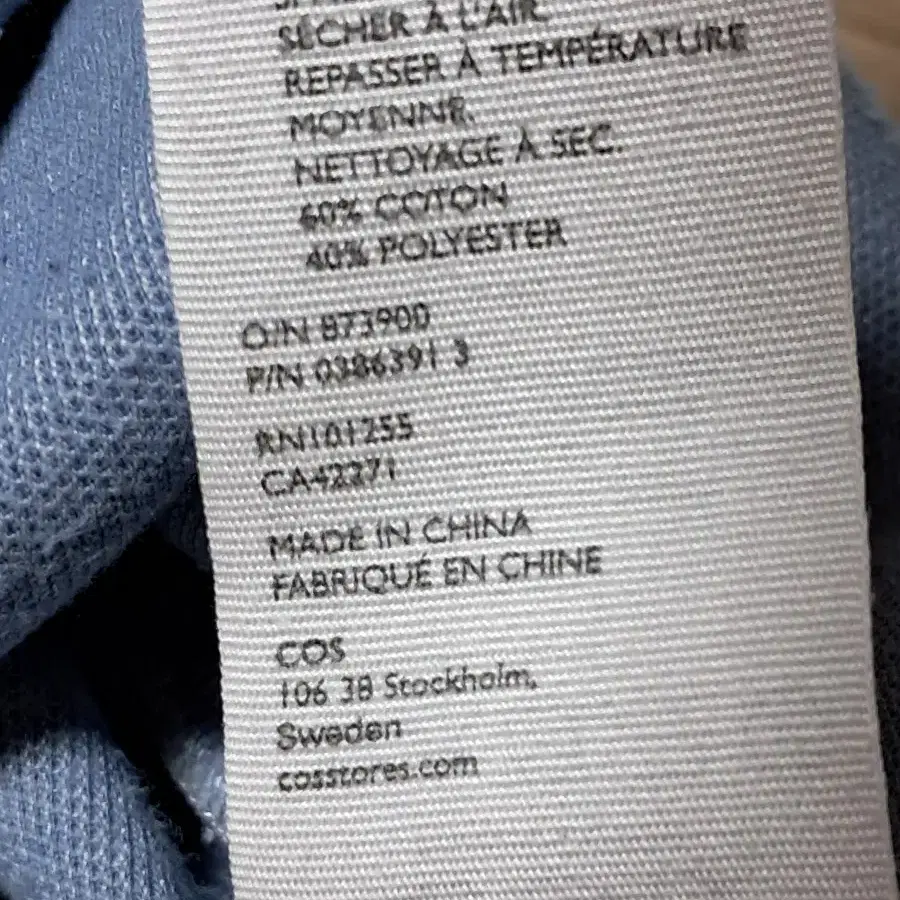 SÉCHER À L'AIR.
REPASSER À TEMPÉRATURE
MOYENNE.
NETTOYAGE À SEC.
60% COTON
40% POLYESTER
O/N 873900
P/N 0386391 3
RN101255
CA42271
MADE IN CHINA
FABRIQUÉ EN CHINE
COS
106 38 Stockholm,
Sweden
cosstores.com